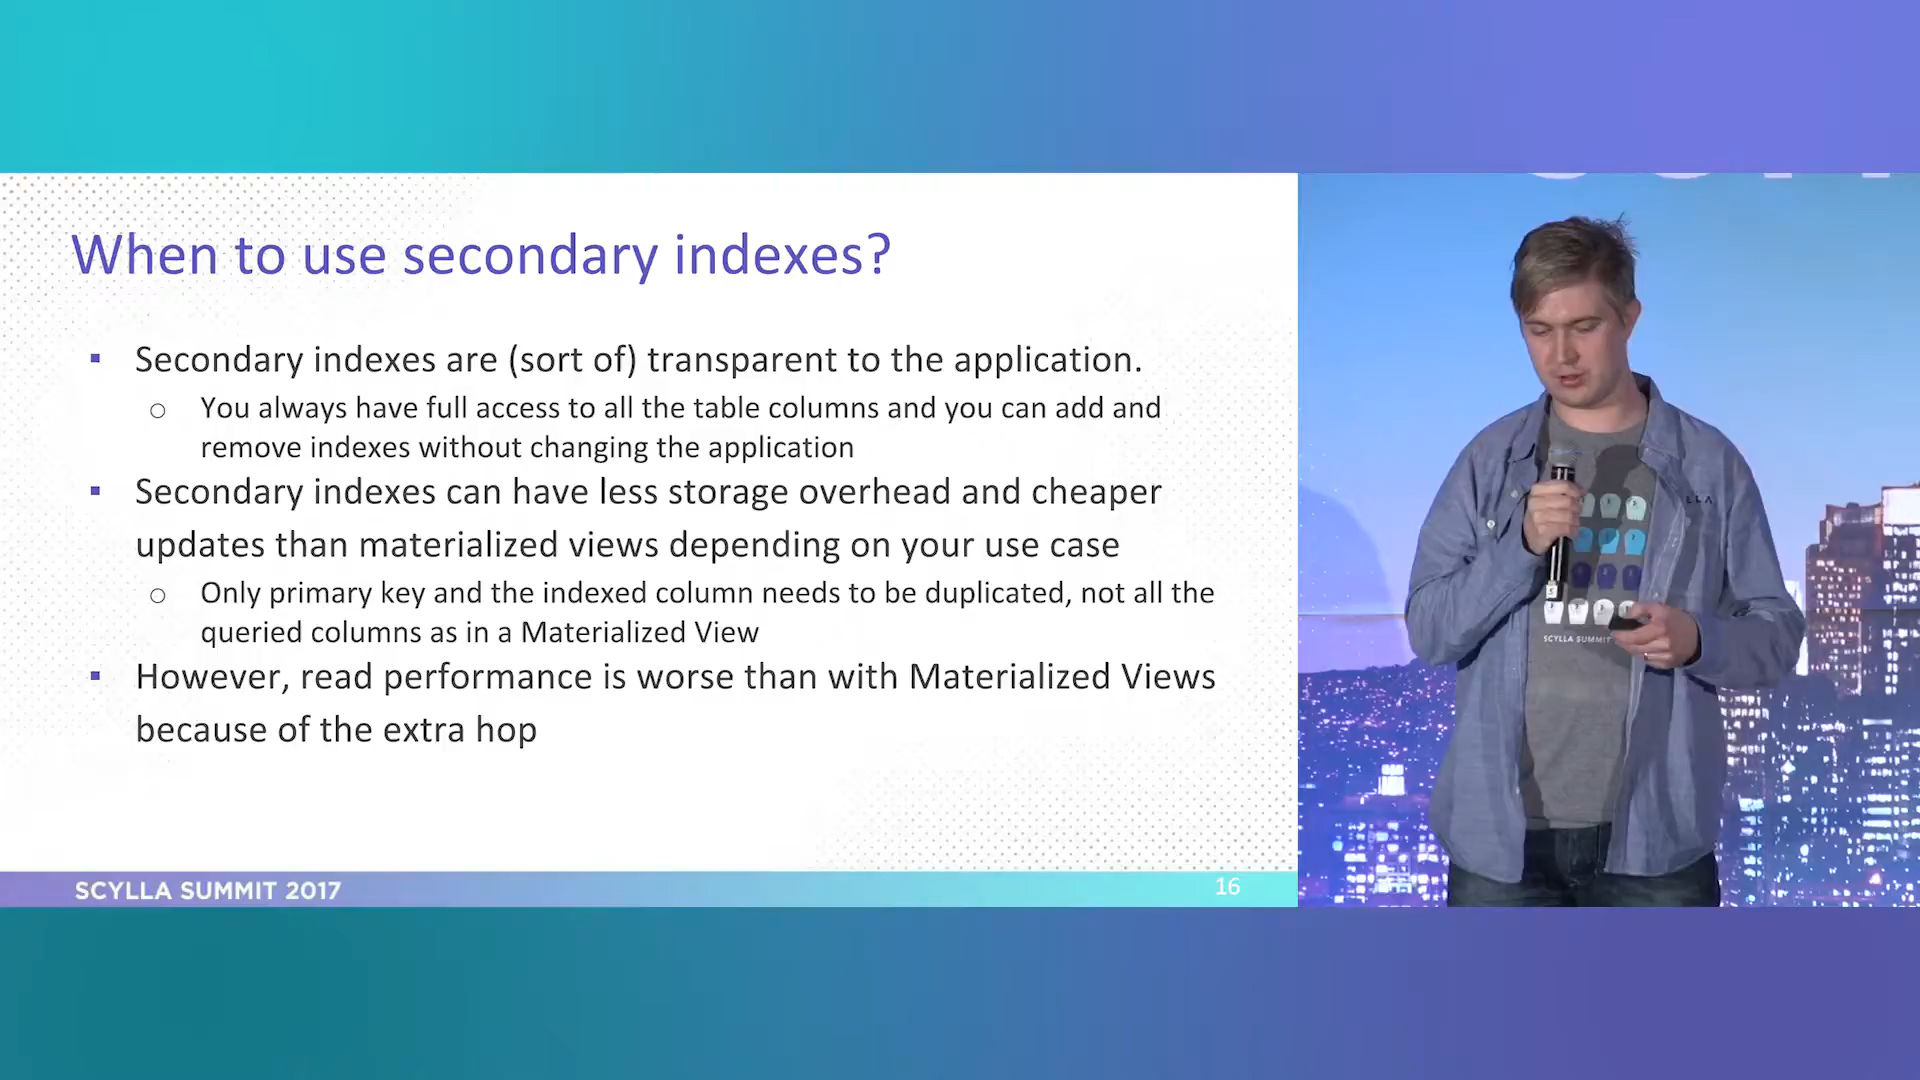 When to use secondary indexes?
▪ Secondary indexes are (sort of) transparent to the application.
○ You always have full access to all the table columns and you can add and
remove indexes without changing the application
▪ Secondary indexes can have less storage overhead and cheaper
updates than materialized views depending on your use case
○ Only primary key and the indexed column needs to be duplicated, not all the
queried columns as in a Materialized View
▪ However, read performance is worse than with Materialized Views
because of the extra hop
SCYLLA SUMMIT 2017
16
LLA
SCYLLA SUMMIT